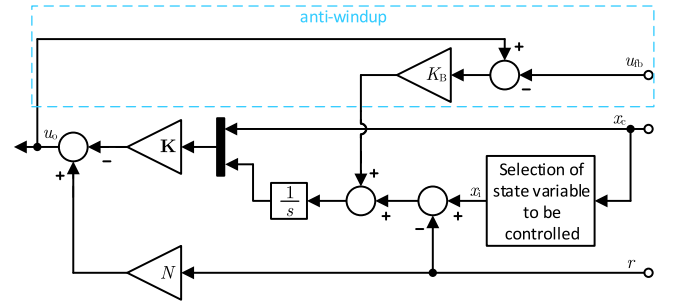 anti-windup
+
K_B
u_fb
-
u_o
x_c
-
K
+
+
+
1/s
x_i
+
-
Selection of
state variable
to be
controlled
N
r